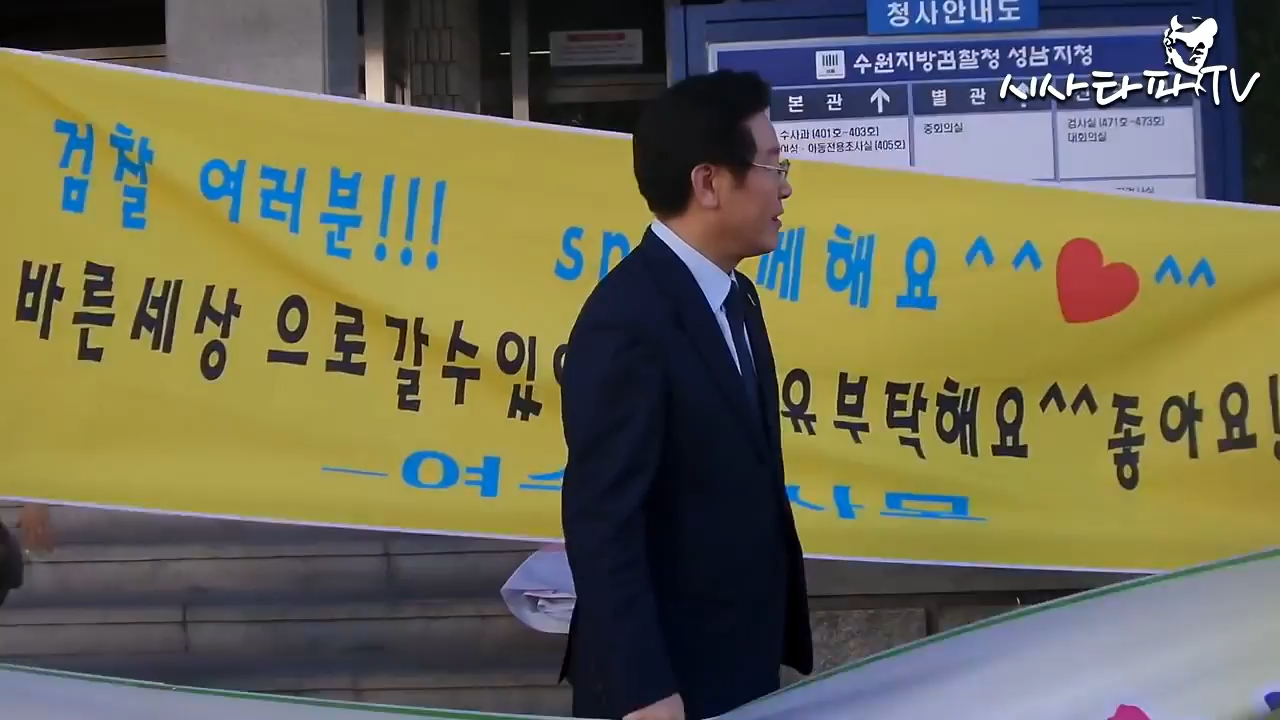 청사안내도
수원지방검찰청 성남지청
시사타파TV
본 관 ↑ 별 관
수사과 (401호~403호)
아동전용조사실 (405호)
중회의실
검사실 (471호~473호)
대회의실
검찰 여러분!!!
해요^^♥^^
바른세상 으로갈수있
부탁해요^^좋아요!